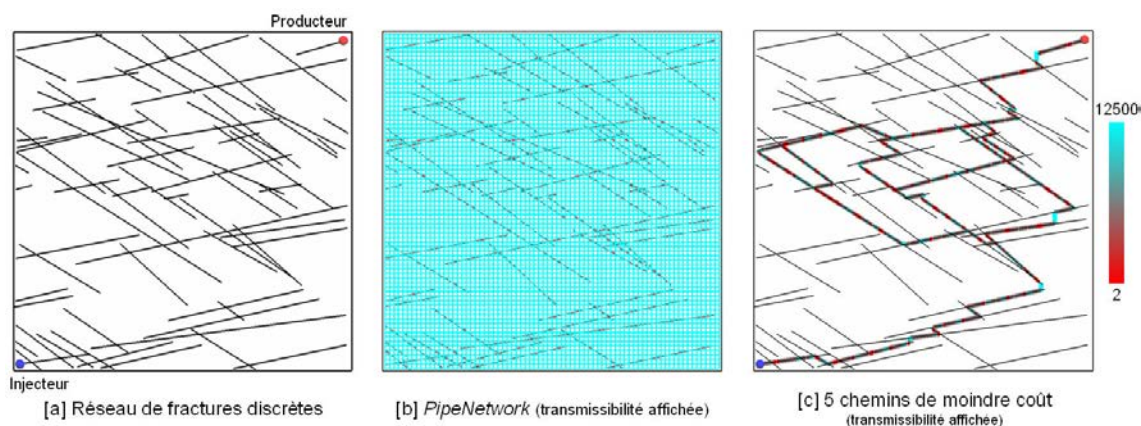 Producteur
Injecteur
12500
2
[a] Réseau de fractures discrètes
[b] PipeNetwork (transmissibilité affichée)
[c] 5 chemins de moindre coût
(transmissibilité affichée)